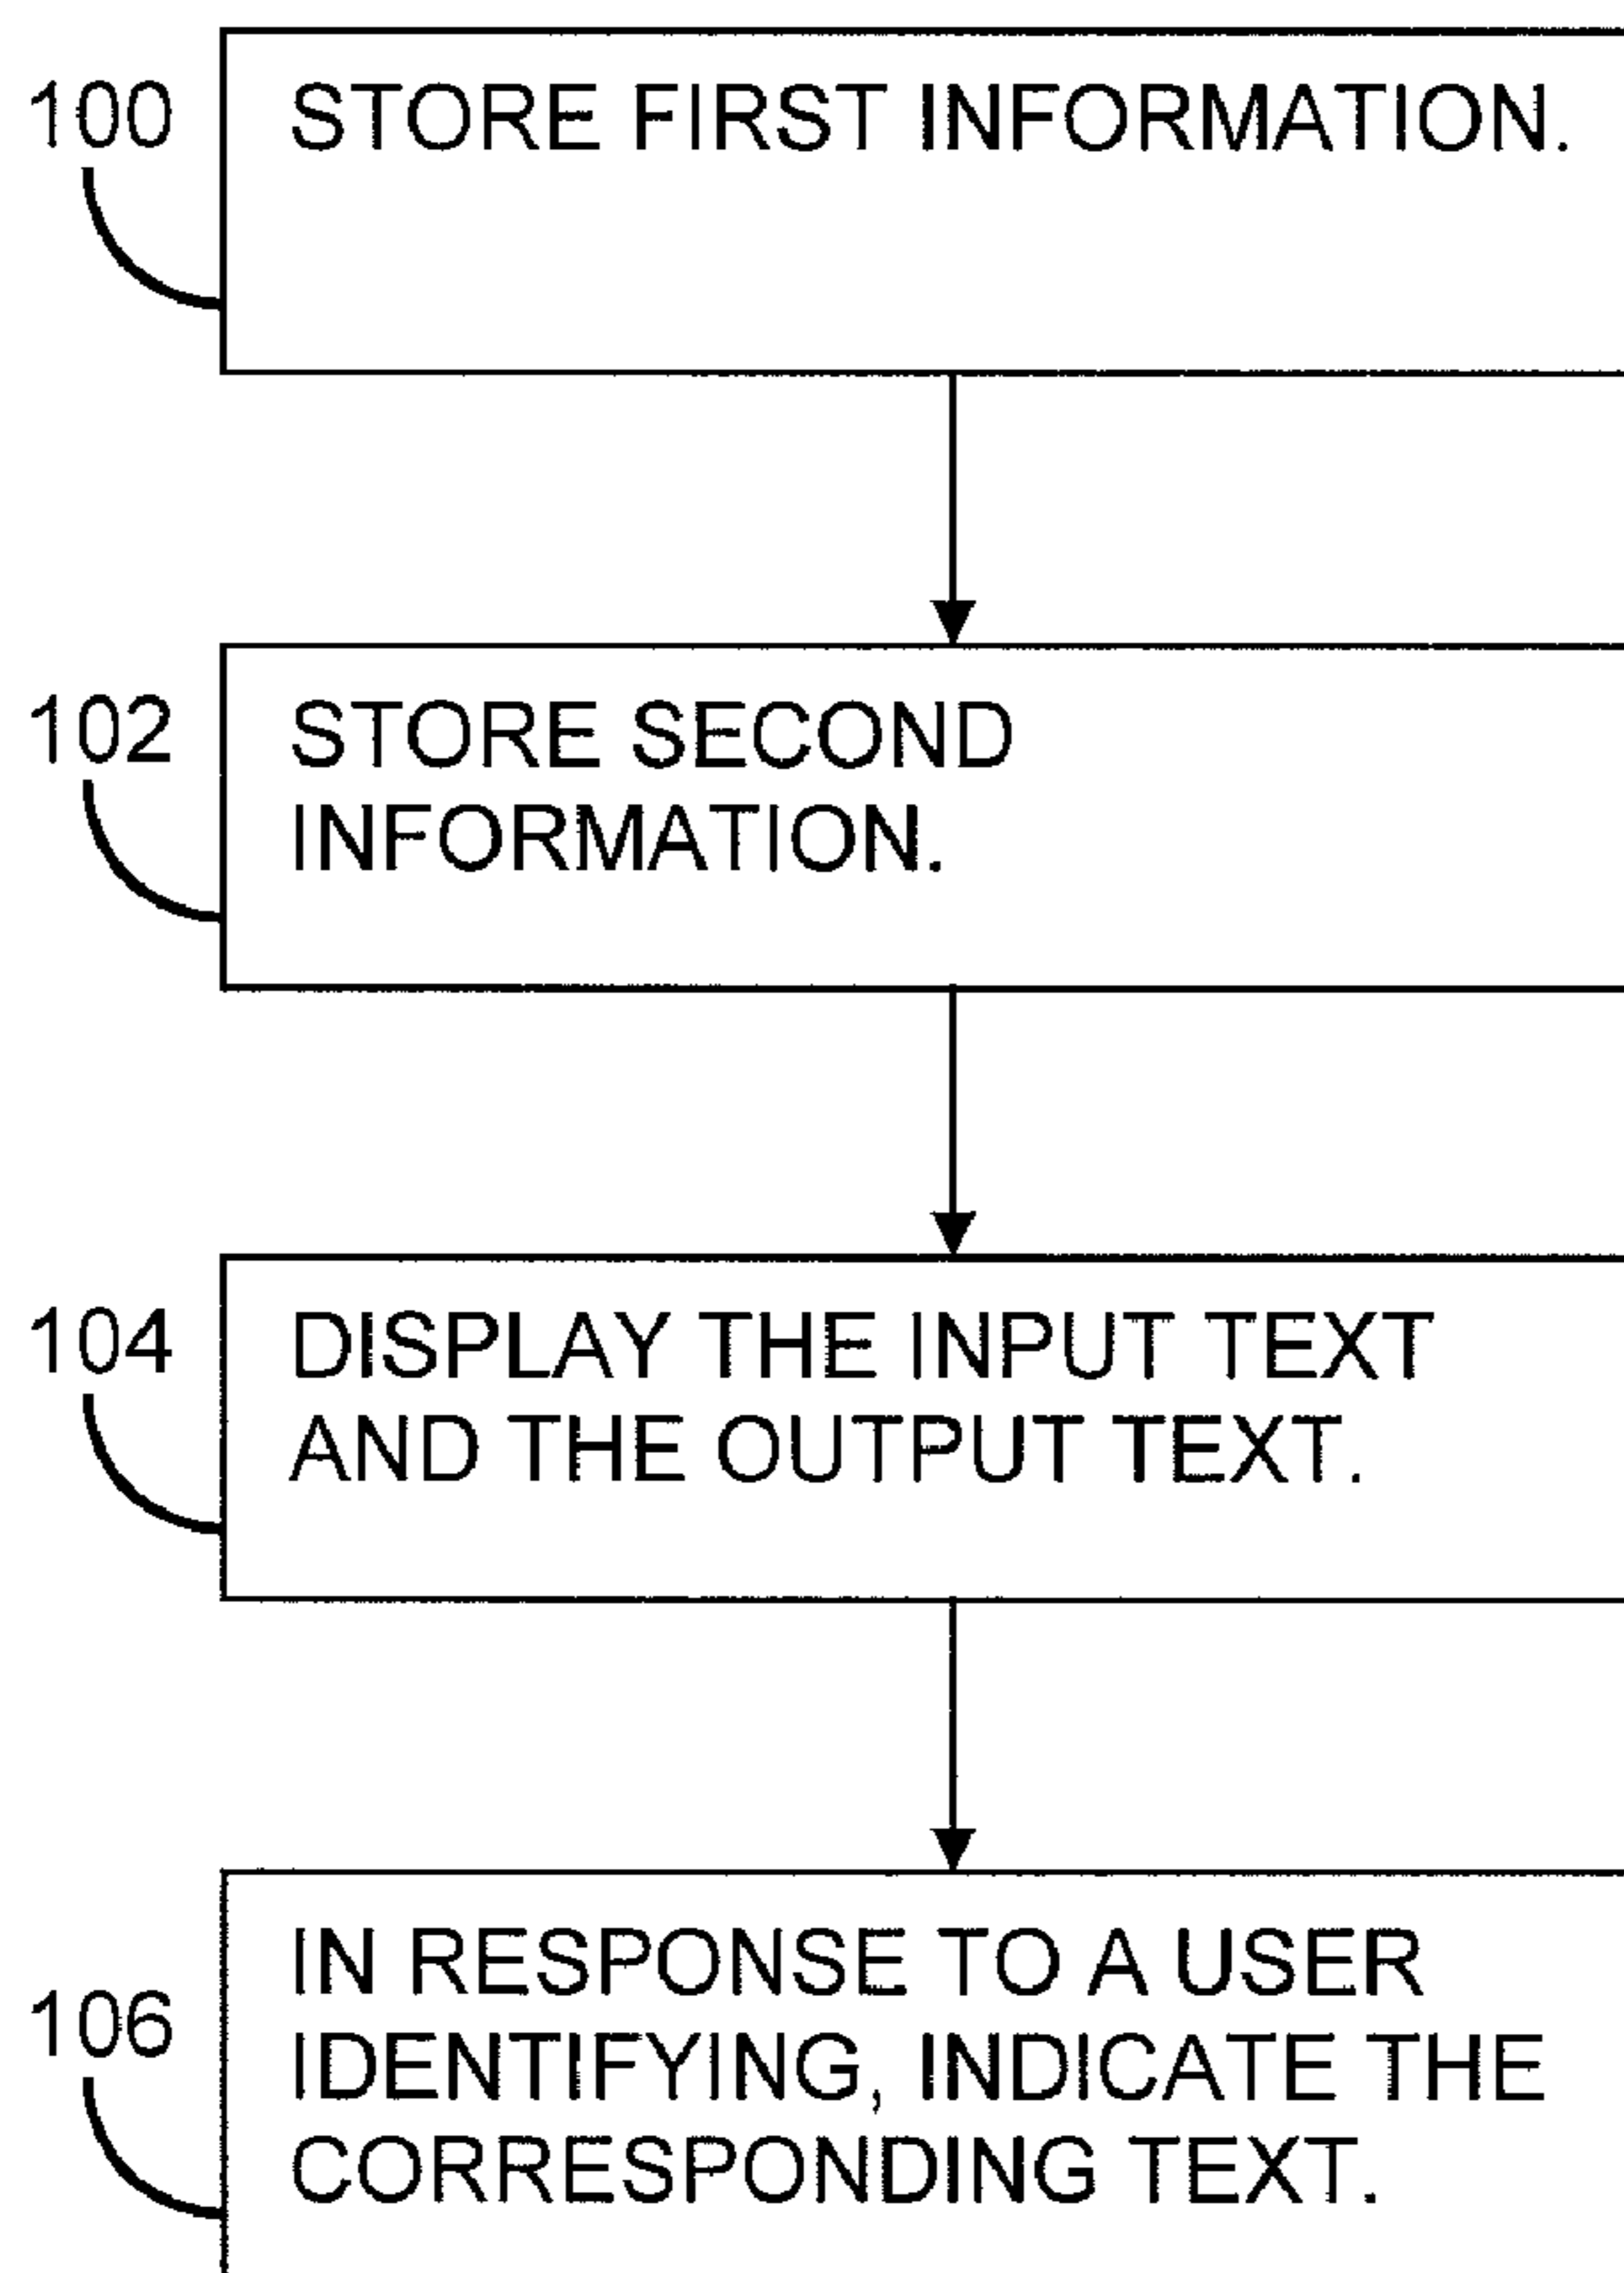 100
STORE FIRST INFORMATION.
102
STORE SECOND
INFORMATION.
104
DISPLAY THE INPUT TEXT
AND THE OUTPUT TEXT.
106
IN RESPONSE TO A USER
IDENTIFYING, INDICATE THE
CORRESPONDING TEXT.